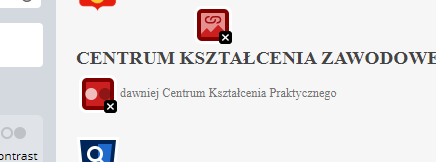 CENTRUM KSZTAŁCENIA ZAWODOWE
dawniej Centrum Kształcenia Praktycznego
ontrast